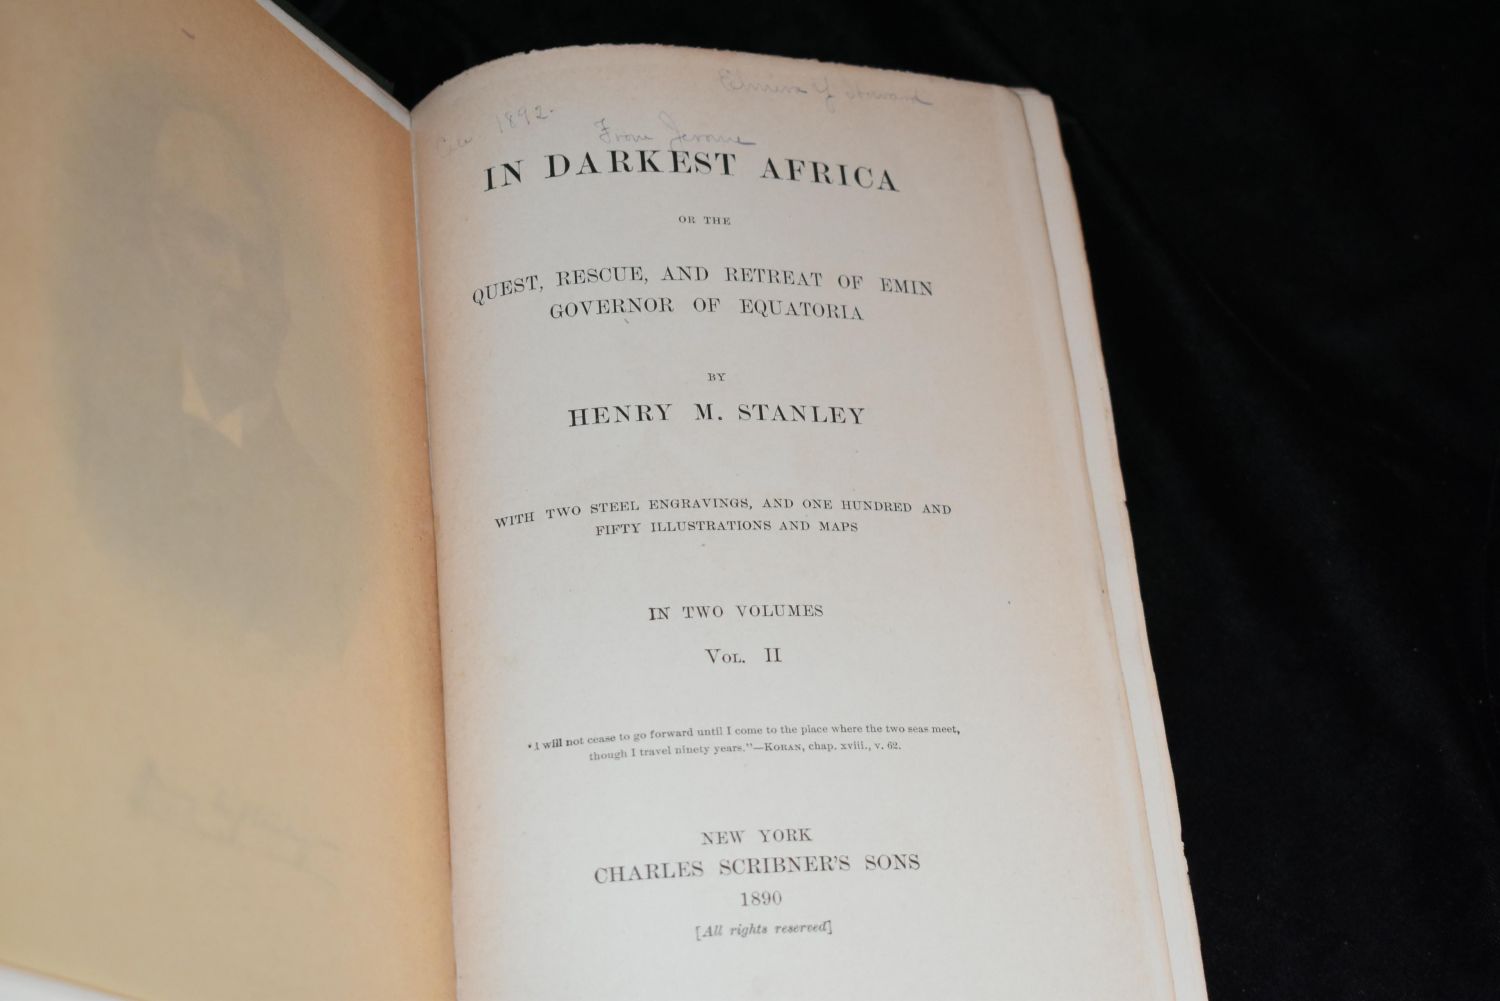 1892.
From Jerome
IN DARKEST AFRICA
OR THE
QUEST, RESCUE, AND RETREAT OF EMIN
GOVERNOR OF EQUATORIA
BY
HENRY M. STANLEY
WITH TWO STEEL ENGRAVINGS, AND ONE HUNDRED AND
FIFTY ILLUSTRATIONS AND MAPS
IN TWO VOLUMES
VOL. II
"I will not cease to go forward until I come to the place where the two seas meet,
though I travel ninety years."—KORAN, chap. xviii., v. 62.
NEW YORK
CHARLES SCRIBNER'S SONS
1890
[All rights reserved]